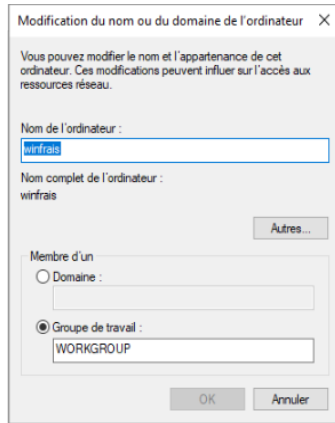 Modification du nom ou du domaine de l'ordinateur
Vous pouvez modifier le nom et l'appartenance de cet
ordinateur. Ces modifications peuvent influer sur l'accès aux
ressources réseau.
Nom de l'ordinateur :
winfrais
Nom complet de l'ordinateur :
winfrais
Autres...
Membre d'un
Domaine :
Groupe de travail :
WORKGROUP
OK Annuler